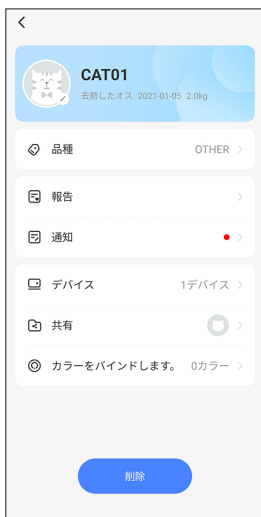 CAT01
去勢したオス 2021-01-05 2.0kg
品種 OTHER
報告
通知
デバイス 1デバイス
共有
カラーをバインドします。 0カラー
削除